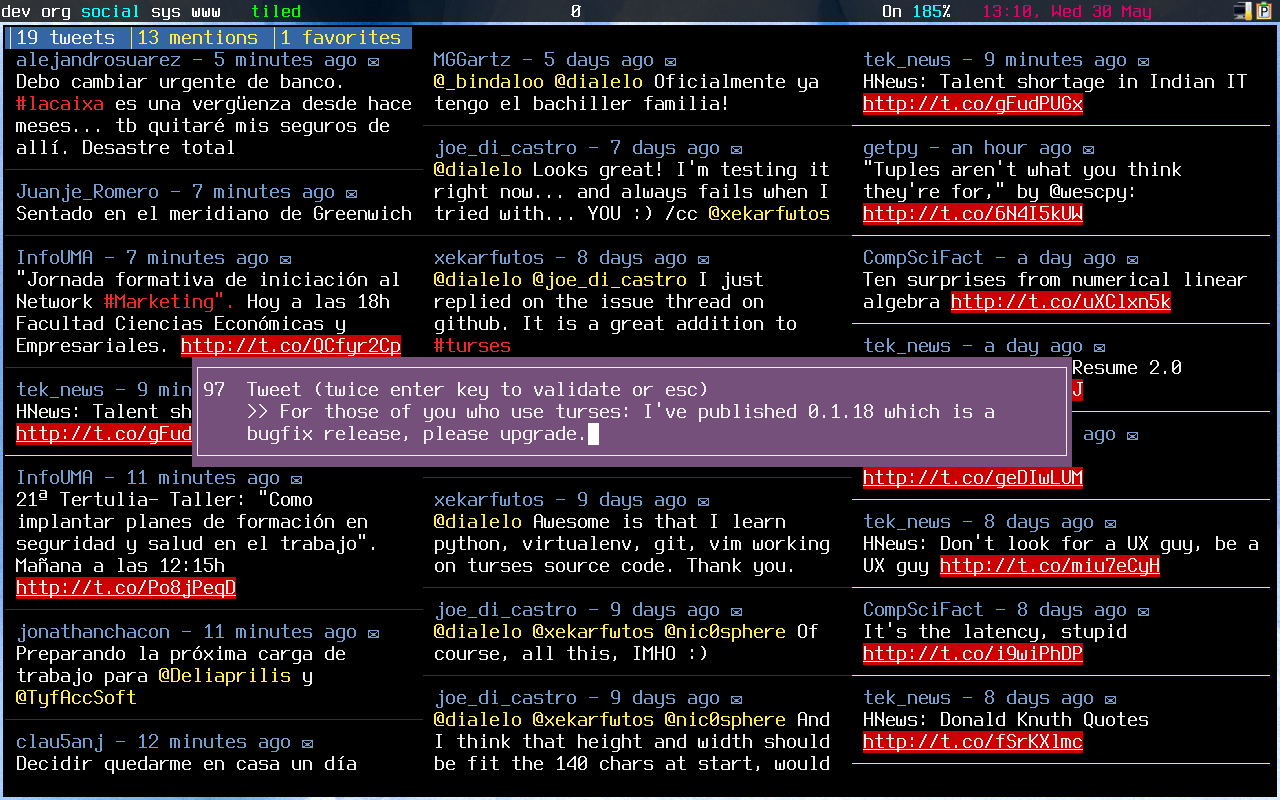 dev org social sys www tiled 0 On 185% 13:10, Wed 30 May
|19 tweets |13 mentions |1 favorites
alejandrosuarez - 5 minutes ago ✉
Debo cambiar urgente de banco.
#lacaixa es una vergüenza desde hace
meses... tb quitaré mis seguros de
allí. Desastre total
Juanje_Romero - 7 minutes ago ✉
Sentado en el meridiano de Greenwich
InfoUMA - 7 minutes ago ✉
"Jornada formativa de iniciación al
Network #Marketing". Hoy a las 18h
Facultad Ciencias Económicas y
Empresariales. http://t.co/QCfyr2Cp
tek_news - 9 min
HNews: Talent sh
http://t.co/gFud
InfoUMA - 11 minutes ago ✉
21ª Tertulia- Taller: "Como
implantar planes de formación en
seguridad y salud en el trabajo".
Mañana a las 12:15h
http://t.co/Po8jPeqD
jonathanchacon - 11 minutes ago ✉
Preparando la próxima carga de
trabajo para @Deliaprilis y
@TyfAccSoft
clau5anj - 12 minutes ago ✉
Decidir quedarme en casa un día
MGGartz - 5 days ago ✉
@_bindaloo @dialelo Oficialmente ya
tengo el bachiller familia!
joe_di_castro - 7 days ago ✉
@dialelo Looks great! I'm testing it
right now... and always fails when I
tried with... YOU :) /cc @xekarfwtos
xekarfwtos - 8 days ago ✉
@dialelo @joe_di_castro I just
replied on the issue thread on
github. It is a great addition to
#turses
97 Tweet (twice enter key to validate or esc)
>> For those of you who use turses: I've published 0.1.18 which is a
bugfix release, please upgrade.
xekarfwtos - 9 days ago ✉
@dialelo Awesome is that I learn
python, virtualenv, git, vim working
on turses source code. Thank you.
joe_di_castro - 9 days ago ✉
@dialelo @xekarfwtos @nic0sphere Of
course, all this, IMHO :)
joe_di_castro - 9 days ago ✉
@dialelo @xekarfwtos @nic0sphere And
I think that height and width should
be fit the 140 chars at start, would
tek_news - 9 minutes ago ✉
HNews: Talent shortage in Indian IT
http://t.co/gFudPUGx
getpy - an hour ago ✉
"Tuples aren't what you think
they're for," by @wescpy:
http://t.co/6N4I5kUW
CompSciFact - a day ago ✉
Ten surprises from numerical linear
algebra http://t.co/uXClxn5k
tek_news - a day ago ✉
Resume 2.0
J
ago ✉
http://t.co/geDIwLUM
tek_news - 8 days ago ✉
HNews: Don't look for a UX guy, be a
UX guy http://t.co/miu7eCyH
CompSciFact - 8 days ago ✉
It's the latency, stupid
http://t.co/i9wiPhDP
tek_news - 8 days ago ✉
HNews: Donald Knuth Quotes
http://t.co/fSrKXlmc